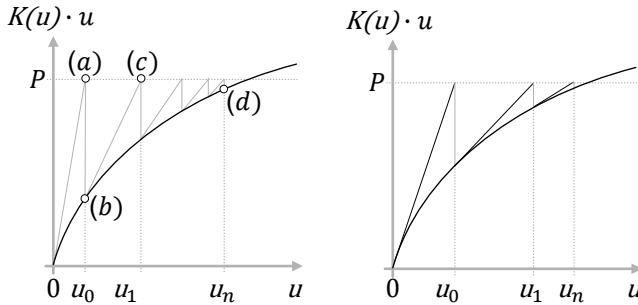 K(u) · u
(a)
(c)
P
(d)
(b)
0 u₀ u₁ uₙ u
K(u) · u
P
0 u₀ u₁ uₙ u